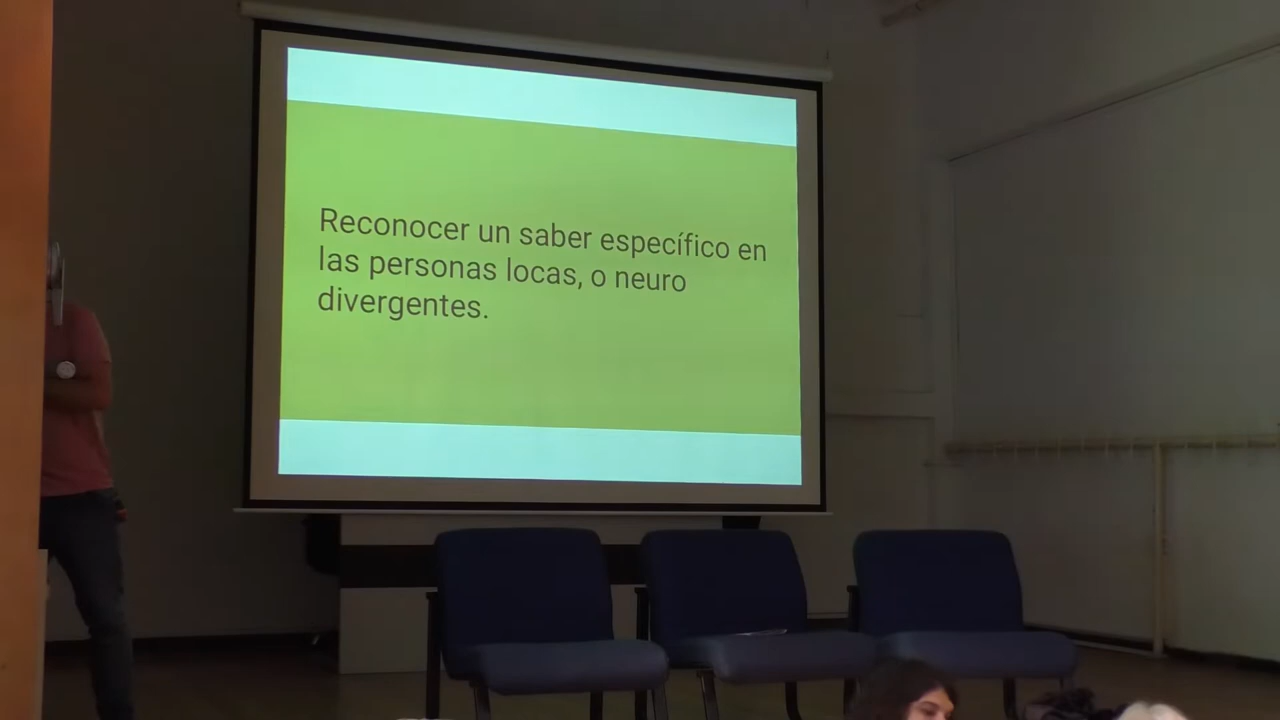 Reconocer un saber específico en
las personas locas, o neuro
divergentes.